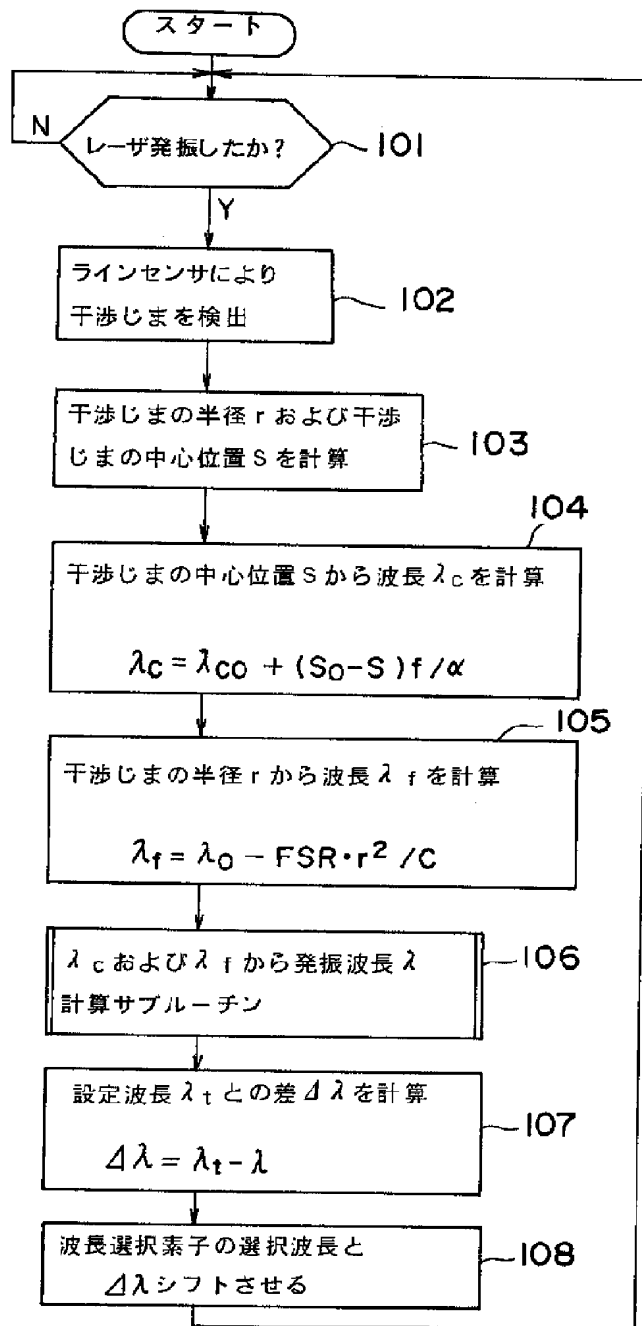 スタート
N
レーザ発振したか?
101
Y
ラインセンサにより
干渉じまを検出
102
干渉じまの半径rおよび干渉
じまの中心位置Sを計算
103
104
干渉じまの中心位置Sから波長λcを計算
λc = λco + (So-S)f/α
105
干渉じまの半径rから波長λfを計算
λf = λo - FSR・r² /C
λcおよびλfから発振波長λ
計算サブルーチン
106
設定波長λtとの差Δλを計算
Δλ = λt - λ
107
波長選択素子の選択波長と
Δλシフトさせる
108